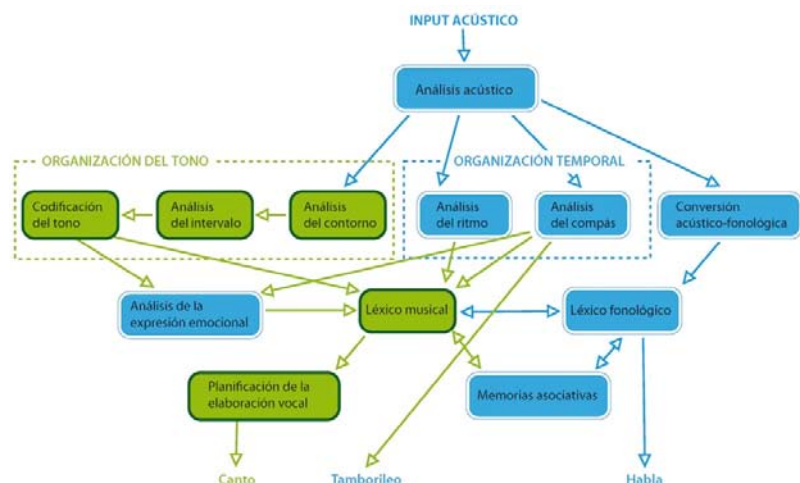 INPUT ACÚSTICO
Análisis acústico
ORGANIZACIÓN DEL TONO
ORGANIZACIÓN TEMPORAL
Codificación
del tono
Análisis
del intervalo
Análisis
del contorno
Análisis
del ritmo
Análisis
del compás
Conversión
acústico-fonológica
Análisis de la
expresión emocional
Léxico musical
Léxico fonológico
Planificación de la
elaboración vocal
Memorias asociativas
Canto
Tamborileo
Habla